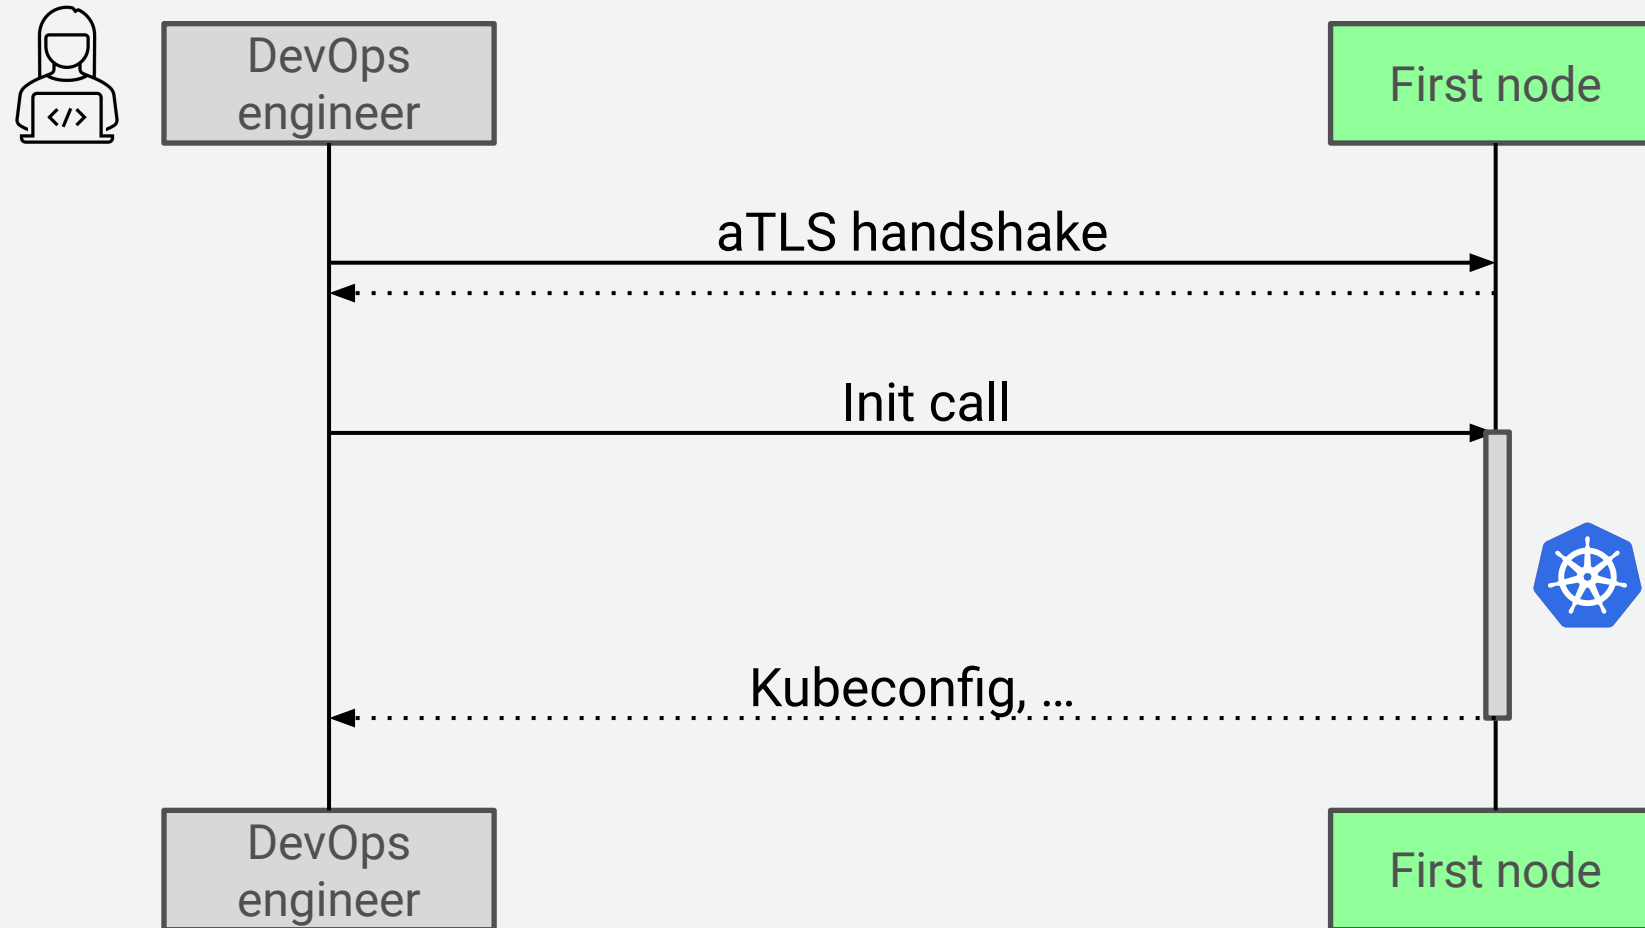 DevOps
engineer
First node
aTLS handshake
Init call
</>
Kubeconfig, …
DevOps
engineer
First node